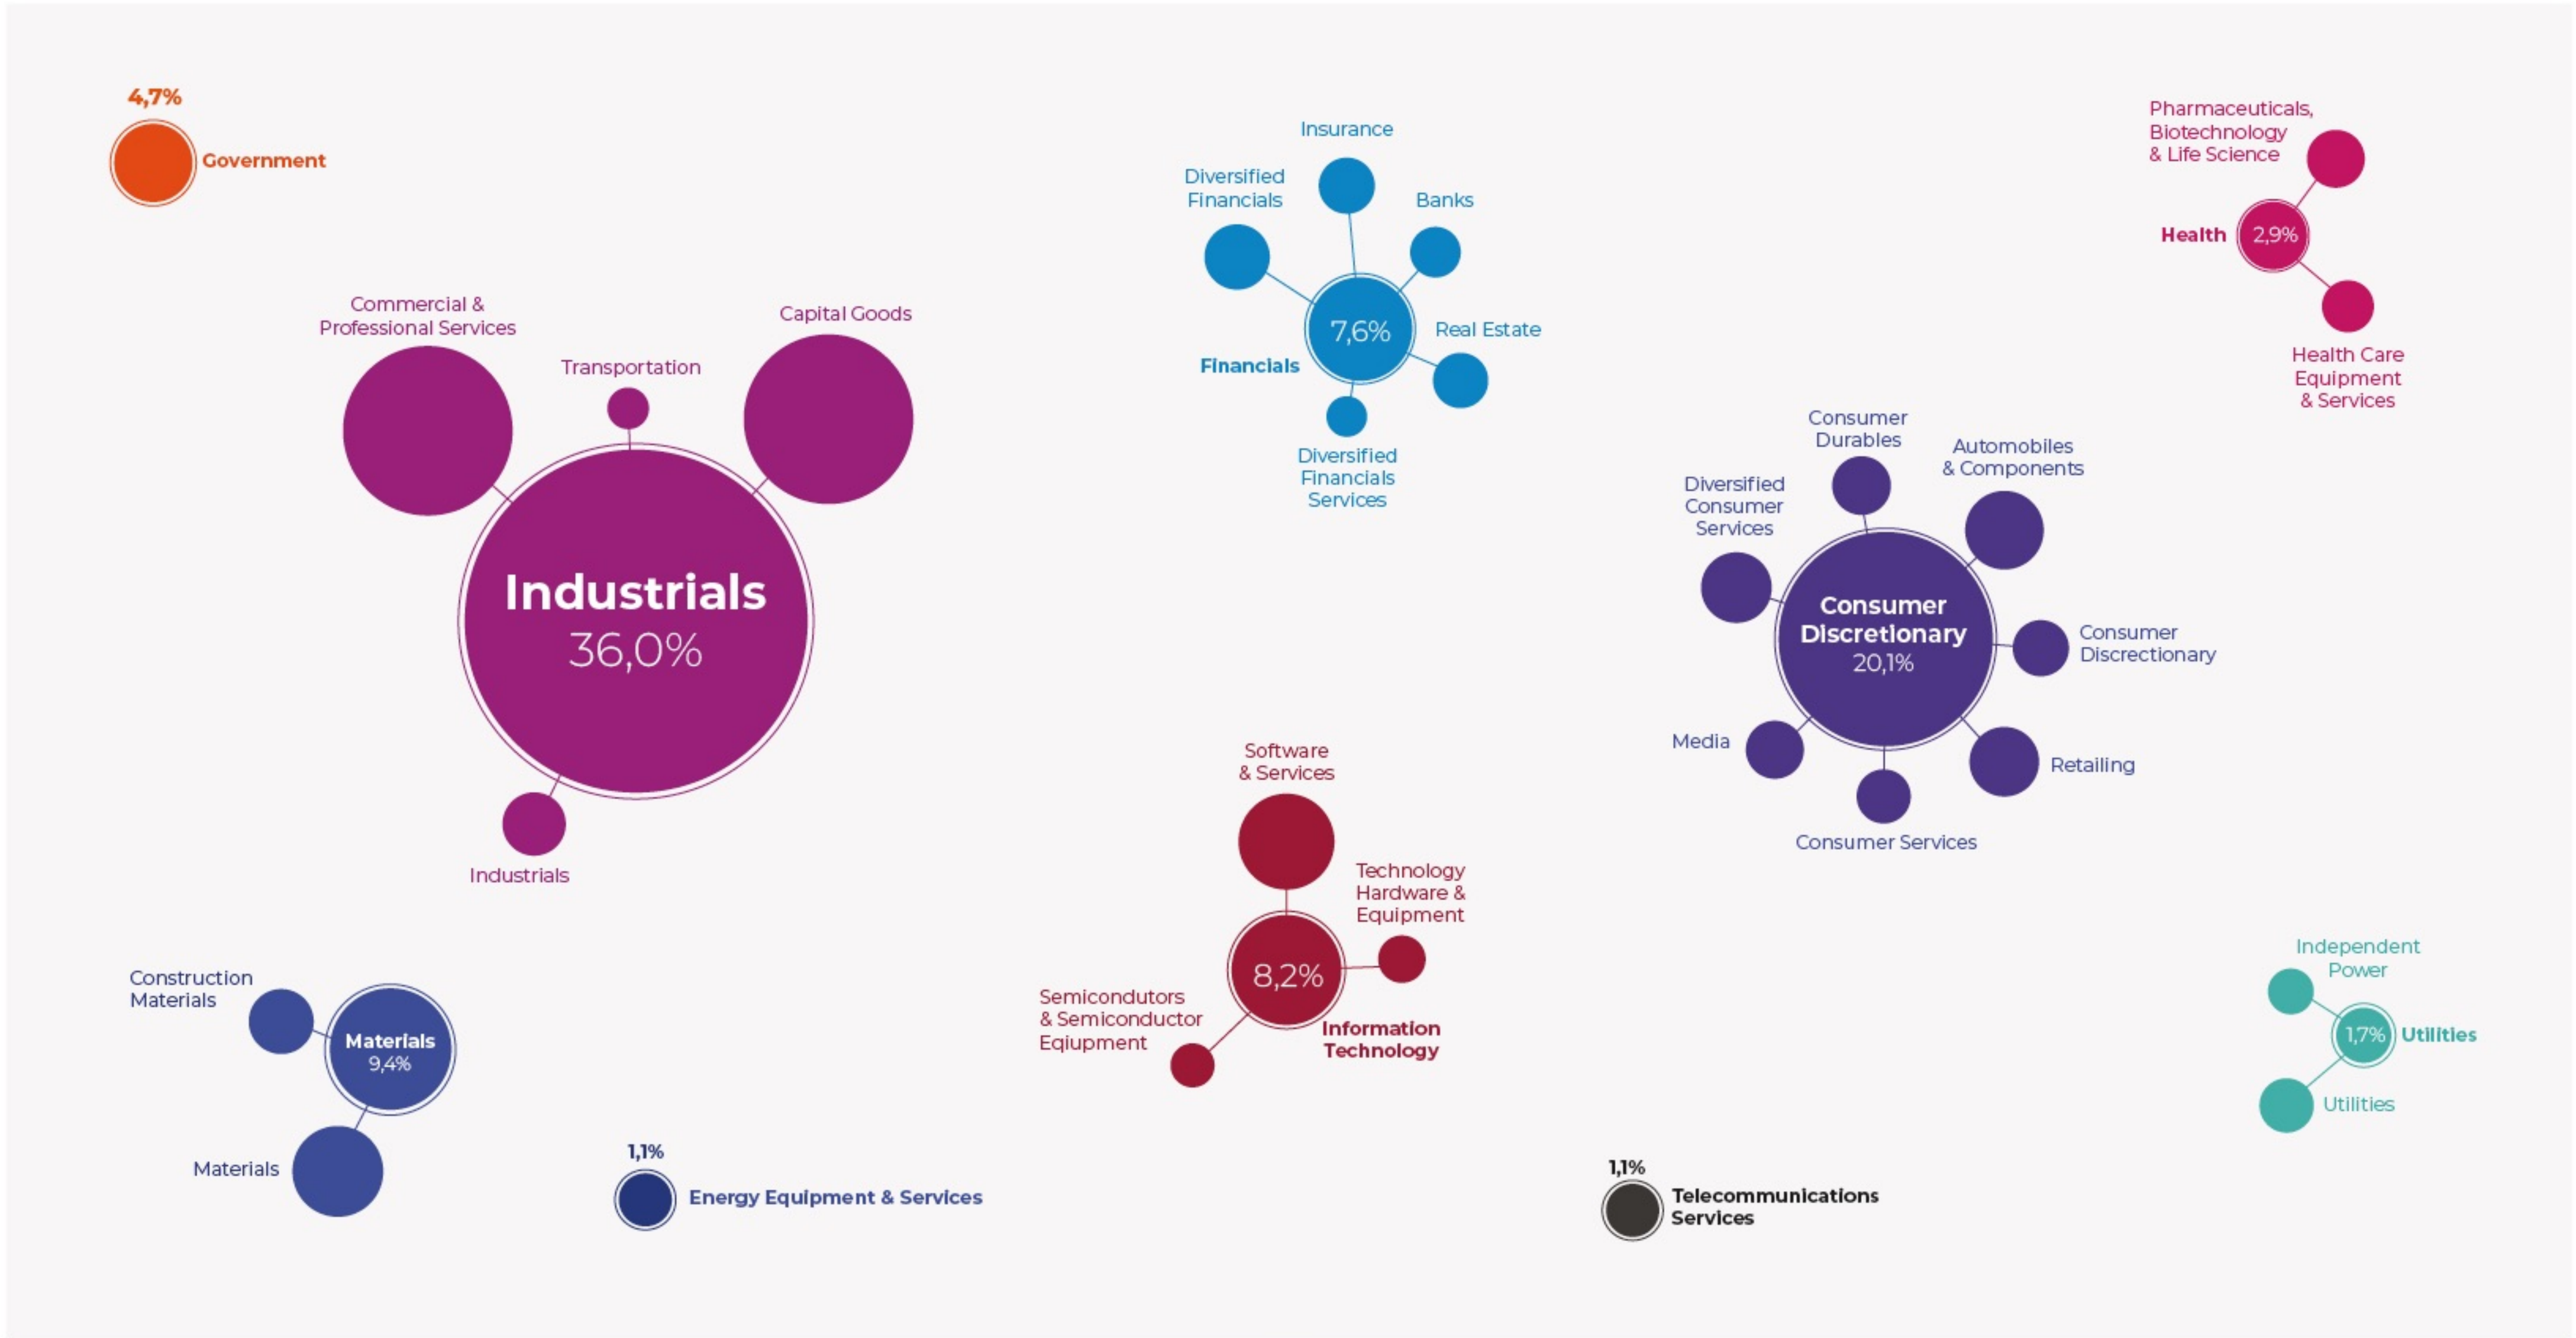 4,7%
Government
Commercial &
Professional Services
Transportation
Capital Goods
Industrials
36,0%
Industrials
Insurance
Diversified
Financials
Banks
7,6%
Real Estate
Financials
Diversified
Financials
Services
Pharmaceuticals,
Biotechnology
& Life Science
Health
2,9%
Health Care
Equipment
& Services
Consumer
Durables
Automobiles
& Components
Diversified
Consumer
Services
Consumer
Discretionary
20,1%
Consumer
Discrectionary
Media
Retailing
Consumer Services
Software
& Services
Technology
Hardware &
Equipment
8,2%
Semicondutors
& Semiconductor
Eqiupment
Information
Technology
Construction
Materials
Materials
9,4%
Materials
1,1%
Energy Equipment & Services
1,1%
Telecommunications
Services
Independent
Power
1,7%
Utilities
Utilities